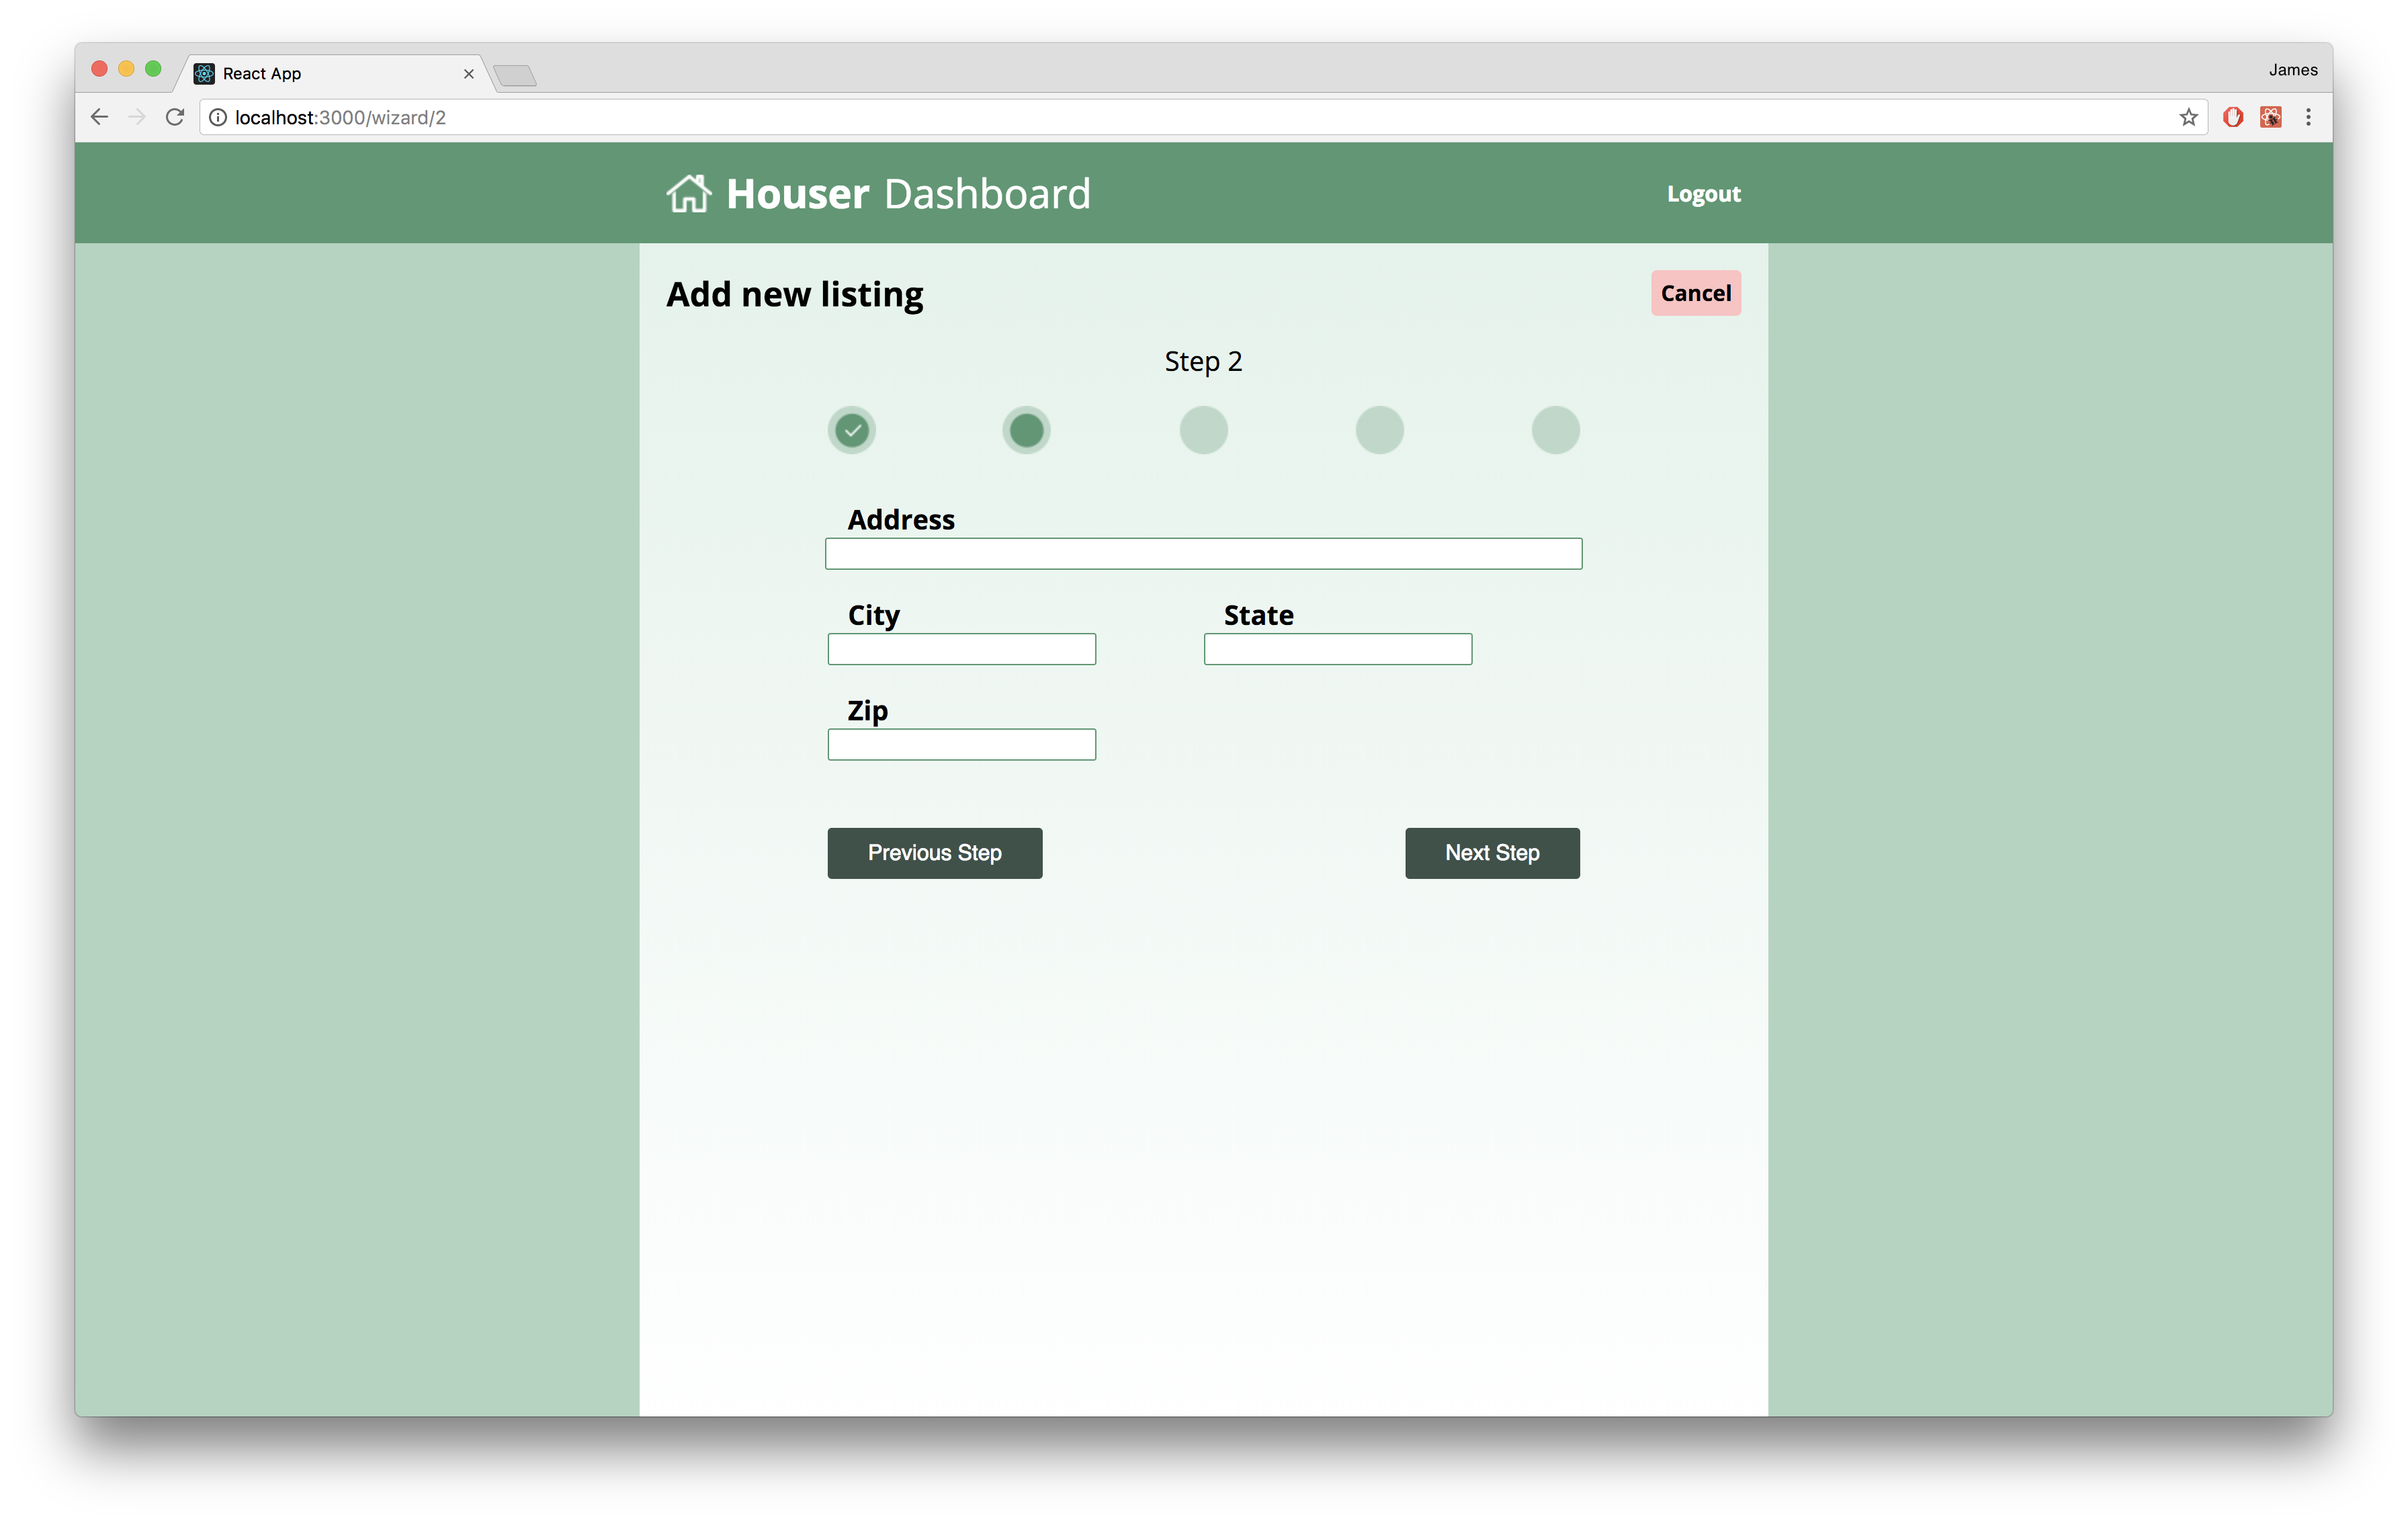 React App
James
localhost:3000/wizard/2
Houser Dashboard
Logout
Add new listing
Cancel
Step 2
Address
City
State
Zip
Previous Step
Next Step